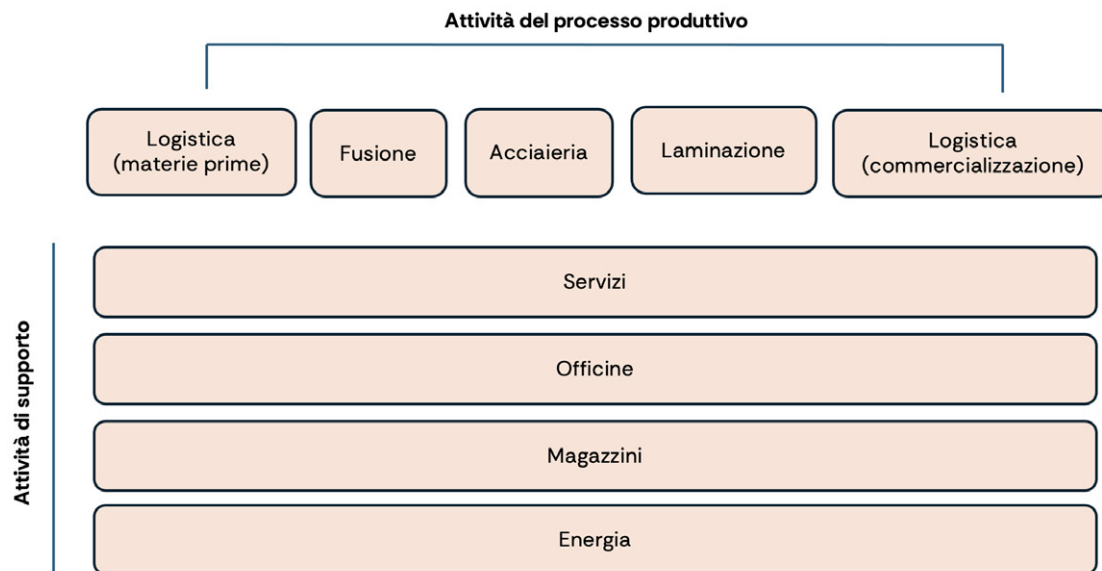 Attività del processo produttivo
Logistica
(materie prime)
Fusione
Acciaieria
Laminazione
Logistica
(commercializzazione)
Attività di supporto
Servizi
Officine
Magazzini
Energia